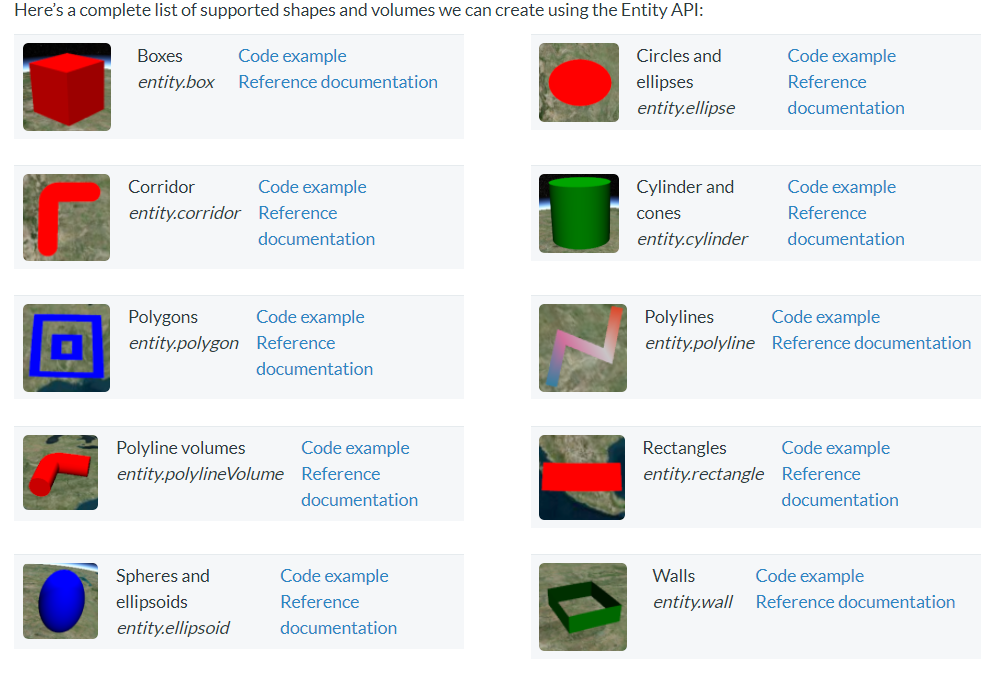 Here's a complete list of supported shapes and volumes we can create using the Entity API:
Boxes
entity.box
Code example
Reference documentation
Circles and
ellipses
entity.ellipse
Code example
Reference
documentation
Corridor
entity.corridor
Code example
Reference
documentation
Cylinder and
cones
entity.cylinder
Code example
Reference
documentation
Polygons
entity.polygon
Code example
Reference
documentation
Polylines
entity.polyline
Code example
Reference documentation
Polyline volumes
entity.polylineVolume
Code example
Reference
documentation
Rectangles
entity.rectangle
Code example
Reference
documentation
Spheres and
ellipsoids
entity.ellipsoid
Code example
Reference
documentation
Walls
entity.wall
Code example
Reference documentation